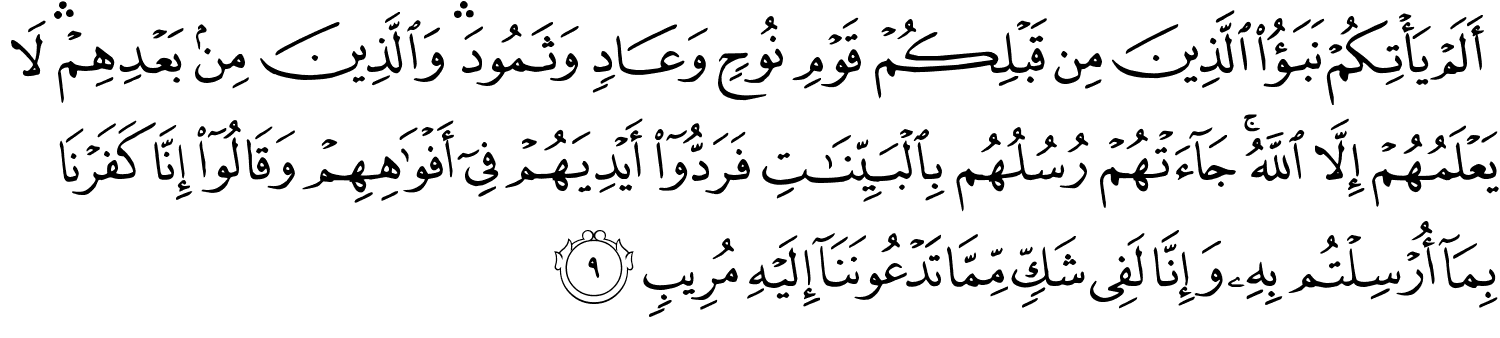 أَلَمْ يَأْتِكُمْ نَبَؤُا۟ ٱلَّذِينَ مِن قَبْلِكُمْ قَوْمِ نُوحٍ وَعَادٍ وَثَمُودَ ۛ وَٱلَّذِينَ مِنۢ بَعْدِهِمْ ۛ لَا
يَعْلَمُهُمْ إِلَّا ٱللَّهُ ۚ جَآءَتْهُمْ رُسُلُهُم بِٱلْبَيِّنَـٰتِ فَرَدُّوٓا۟ أَيْدِيَهُمْ فِىٓ أَفْوَٰهِهِمْ وَقَالُوٓا۟ إِنَّا كَفَرْنَا
بِمَآ أُرْسِلْتُم بِهِۦ وَإِنَّا لَفِى شَكٍّ مِّمَّا تَدْعُونَنَآ إِلَيْهِ مُرِيبٍ ٩